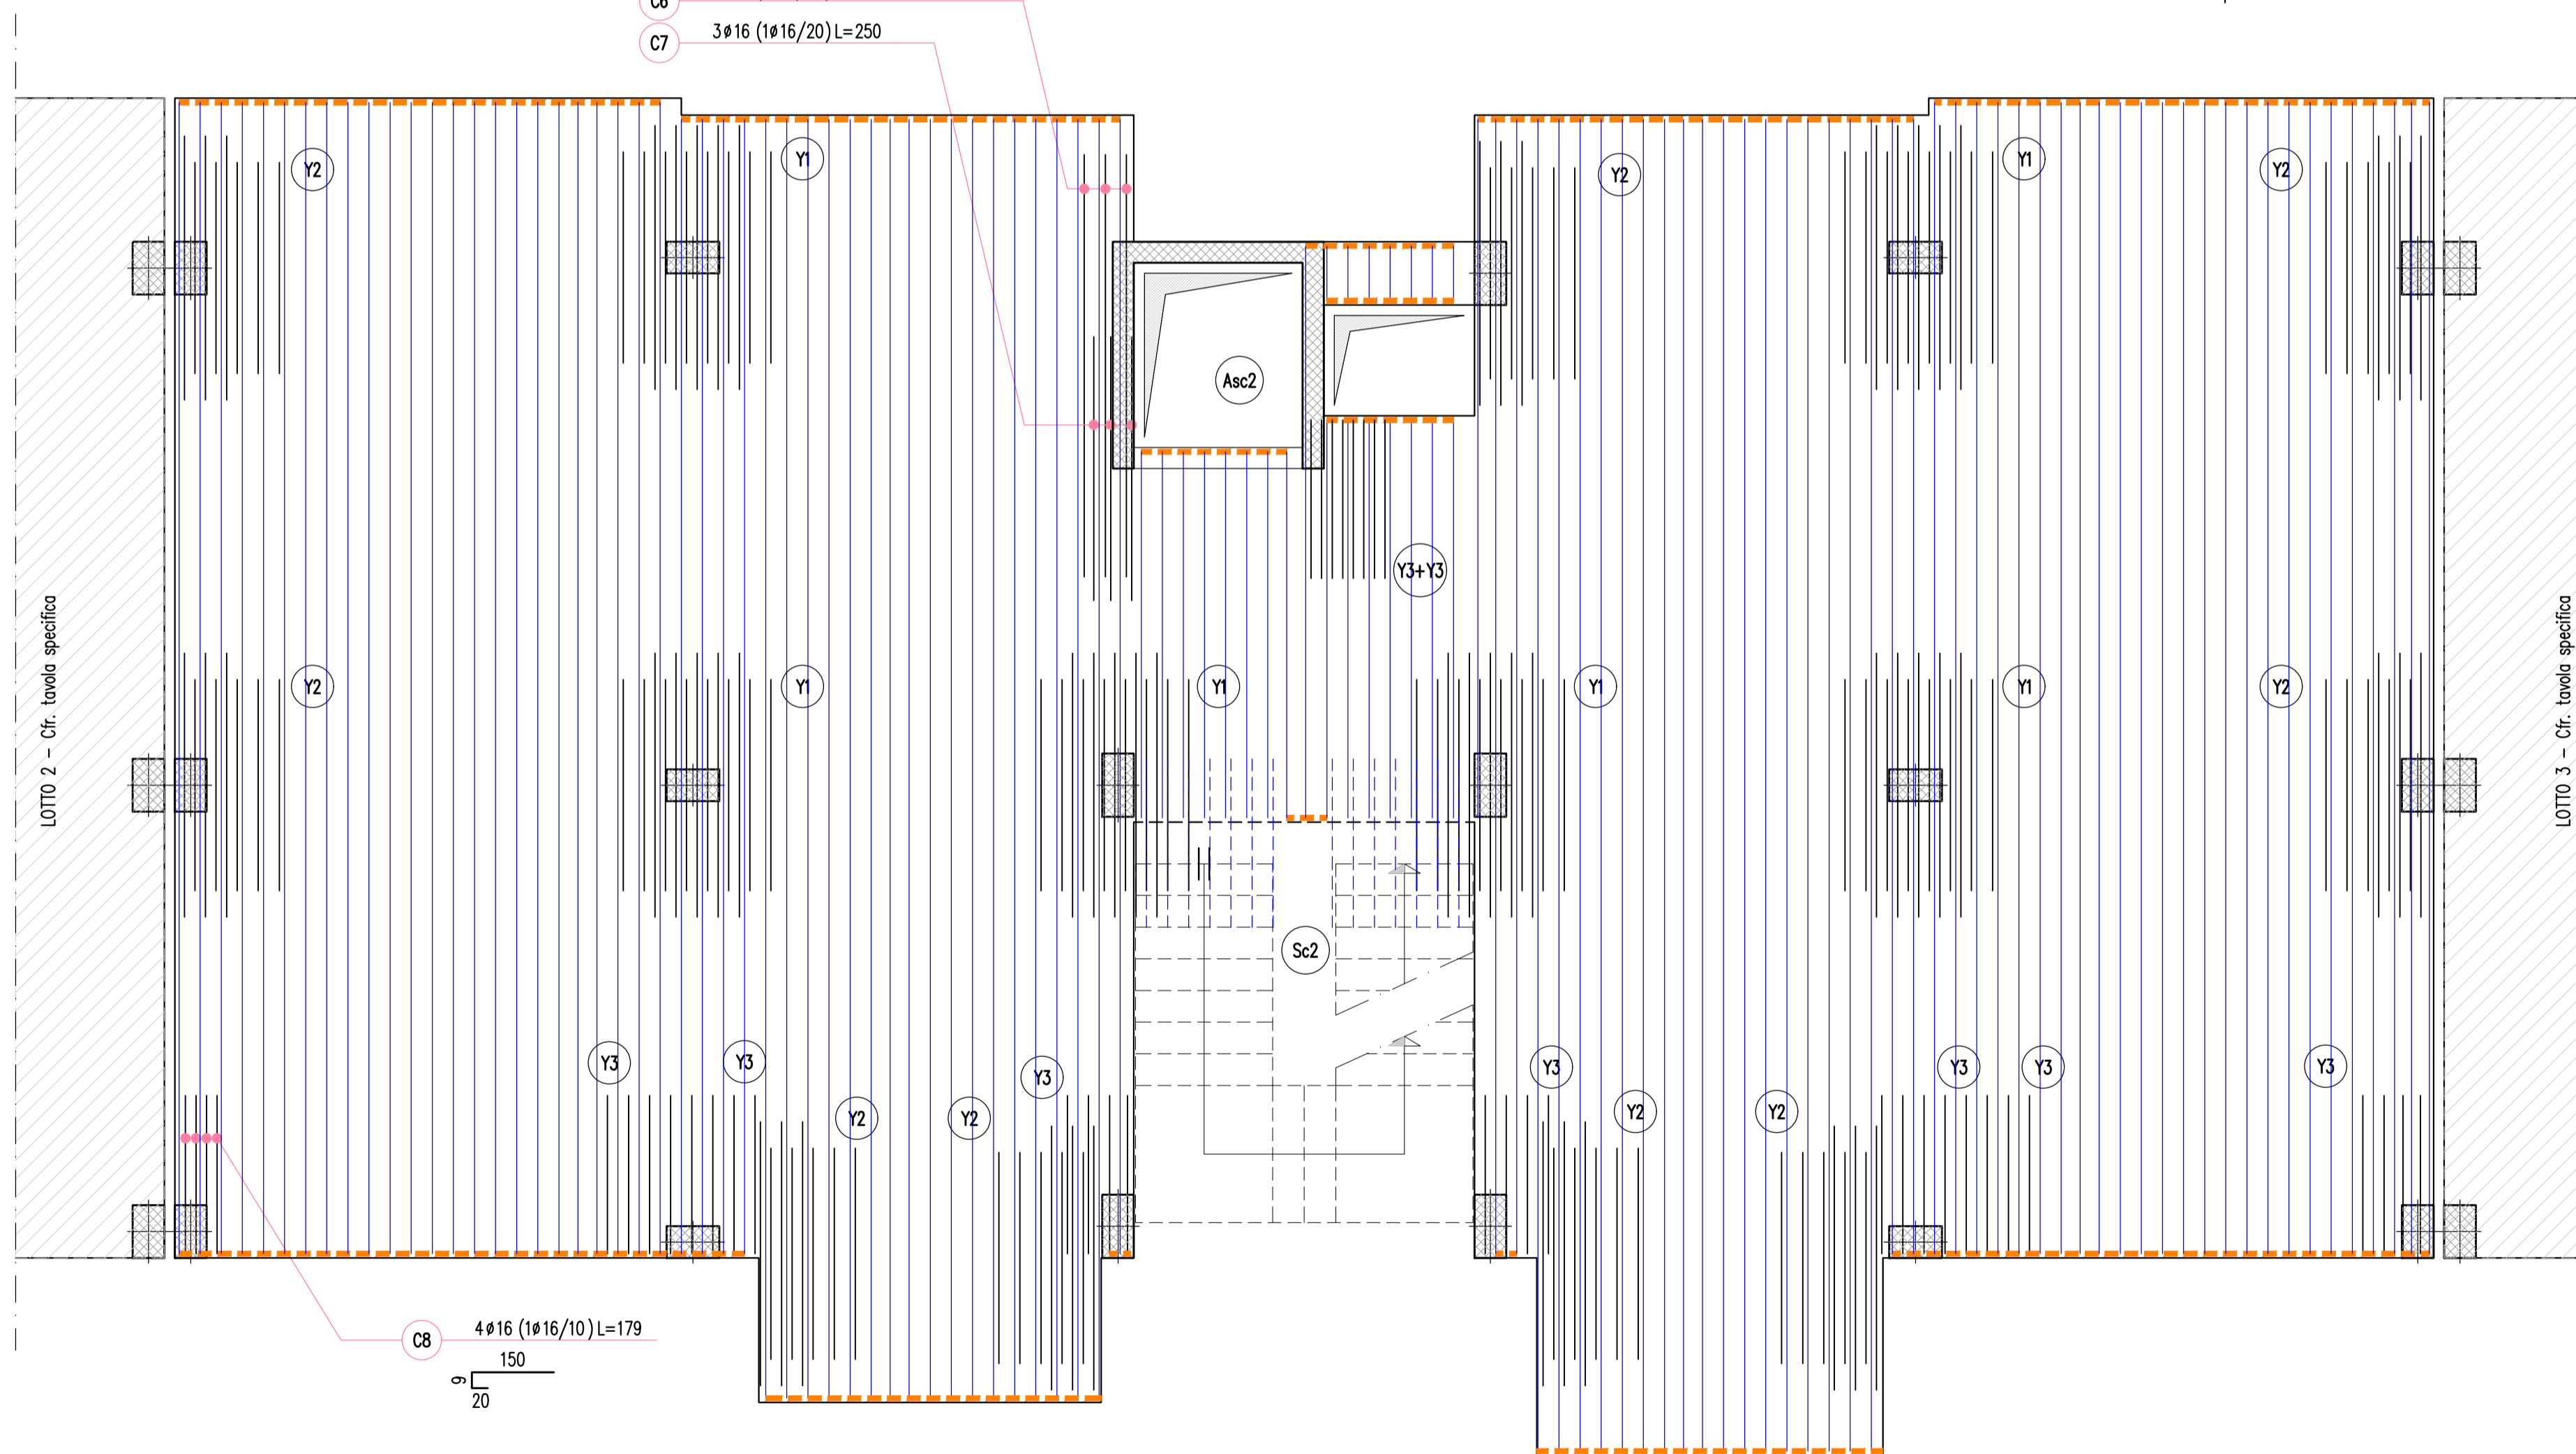 C6
C7 3ø16 (1ø16/20) L=250
Y2 Y1 Y2 Y1 Y2
Asc2
Y3+Y3
LOTTO 2 - Cfr. tavola specifica
LOTTO 3 - Cfr. tavola specifica
Y2 Y1 Y1 Y1 Y1 Y2
Sc2
Y3 Y3 Y3 Y3 Y3 Y3 Y3
Y2 Y2 Y2 Y2
C8 4ø16 (1ø16/10) L=179
150
9
20